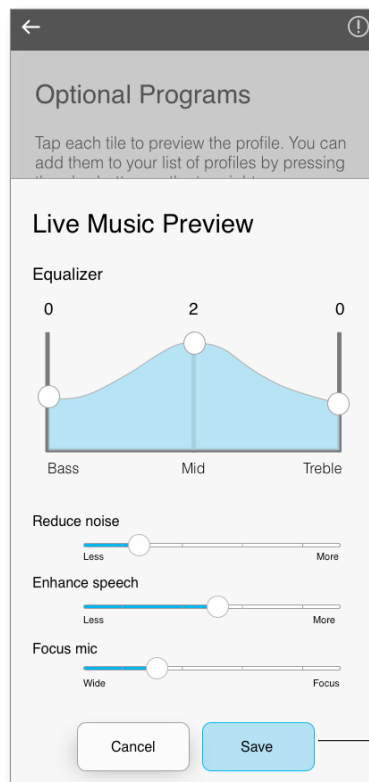 Optional Programs
Tap each tile to preview the profile. You can
add them to your list of profiles by pressing
Live Music Preview
Equalizer
0 2 0
Bass Mid Treble
Reduce noise
Less More
Enhance speech
Less More
Focus mic
Wide Focus
Cancel Save